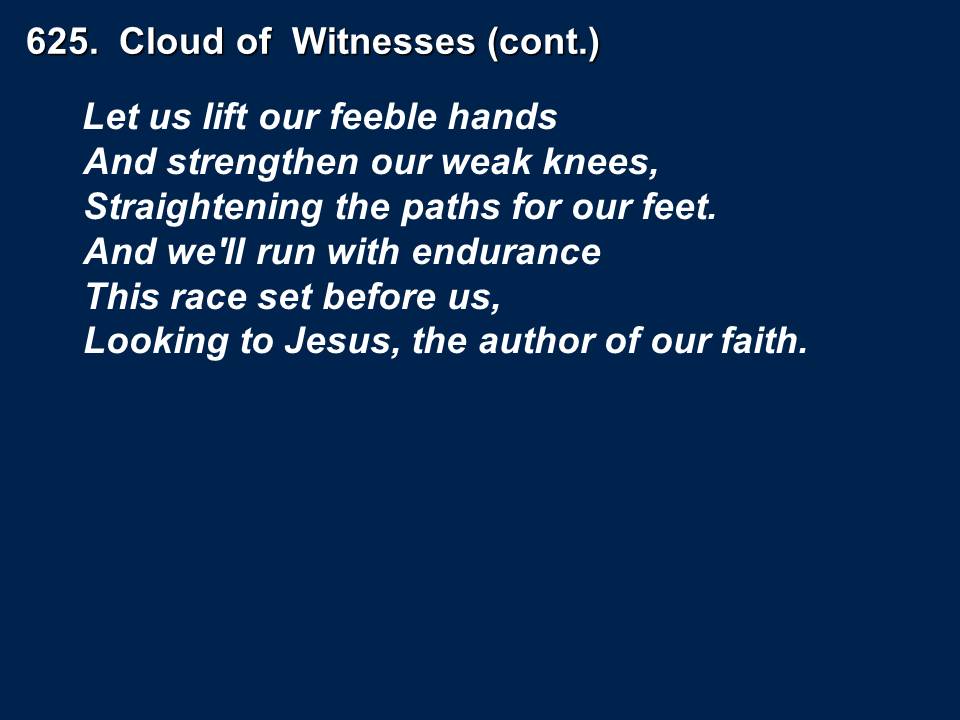 625.  Cloud of  Witnesses (cont.)
Let us lift our feeble hands
And strengthen our weak knees,
Straightening the paths for our feet.
And we'll run with endurance
This race set before us,
Looking to Jesus, the author of our faith.